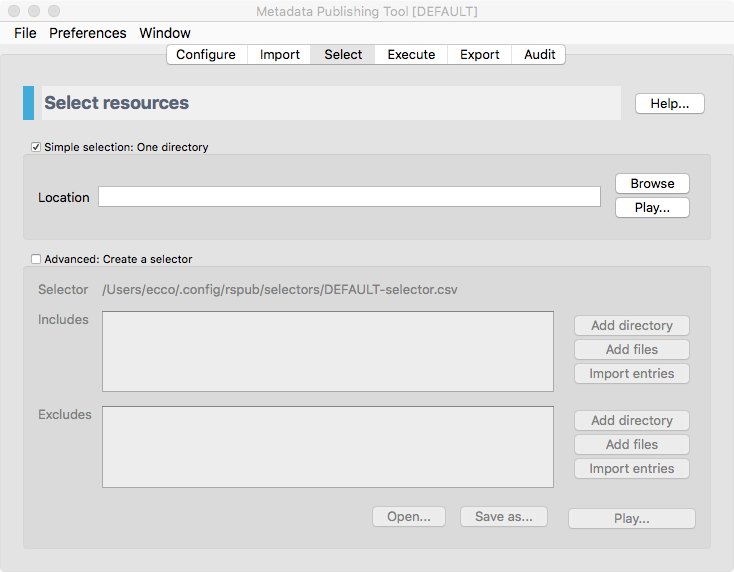 Metadata Publishing Tool [DEFAULT]
File Preferences Window
Configure Import Select Execute Export Audit
Select resources
Help...
Simple selection: One directory
Location
Browse
Play...
Advanced: Create a selector
Selector /Users/ecco/.config/rspub/selectors/DEFAULT-selector.csv
Includes
Add directory
Add files
Import entries
Excludes
Add directory
Add files
Import entries
Open... Save as... Play...